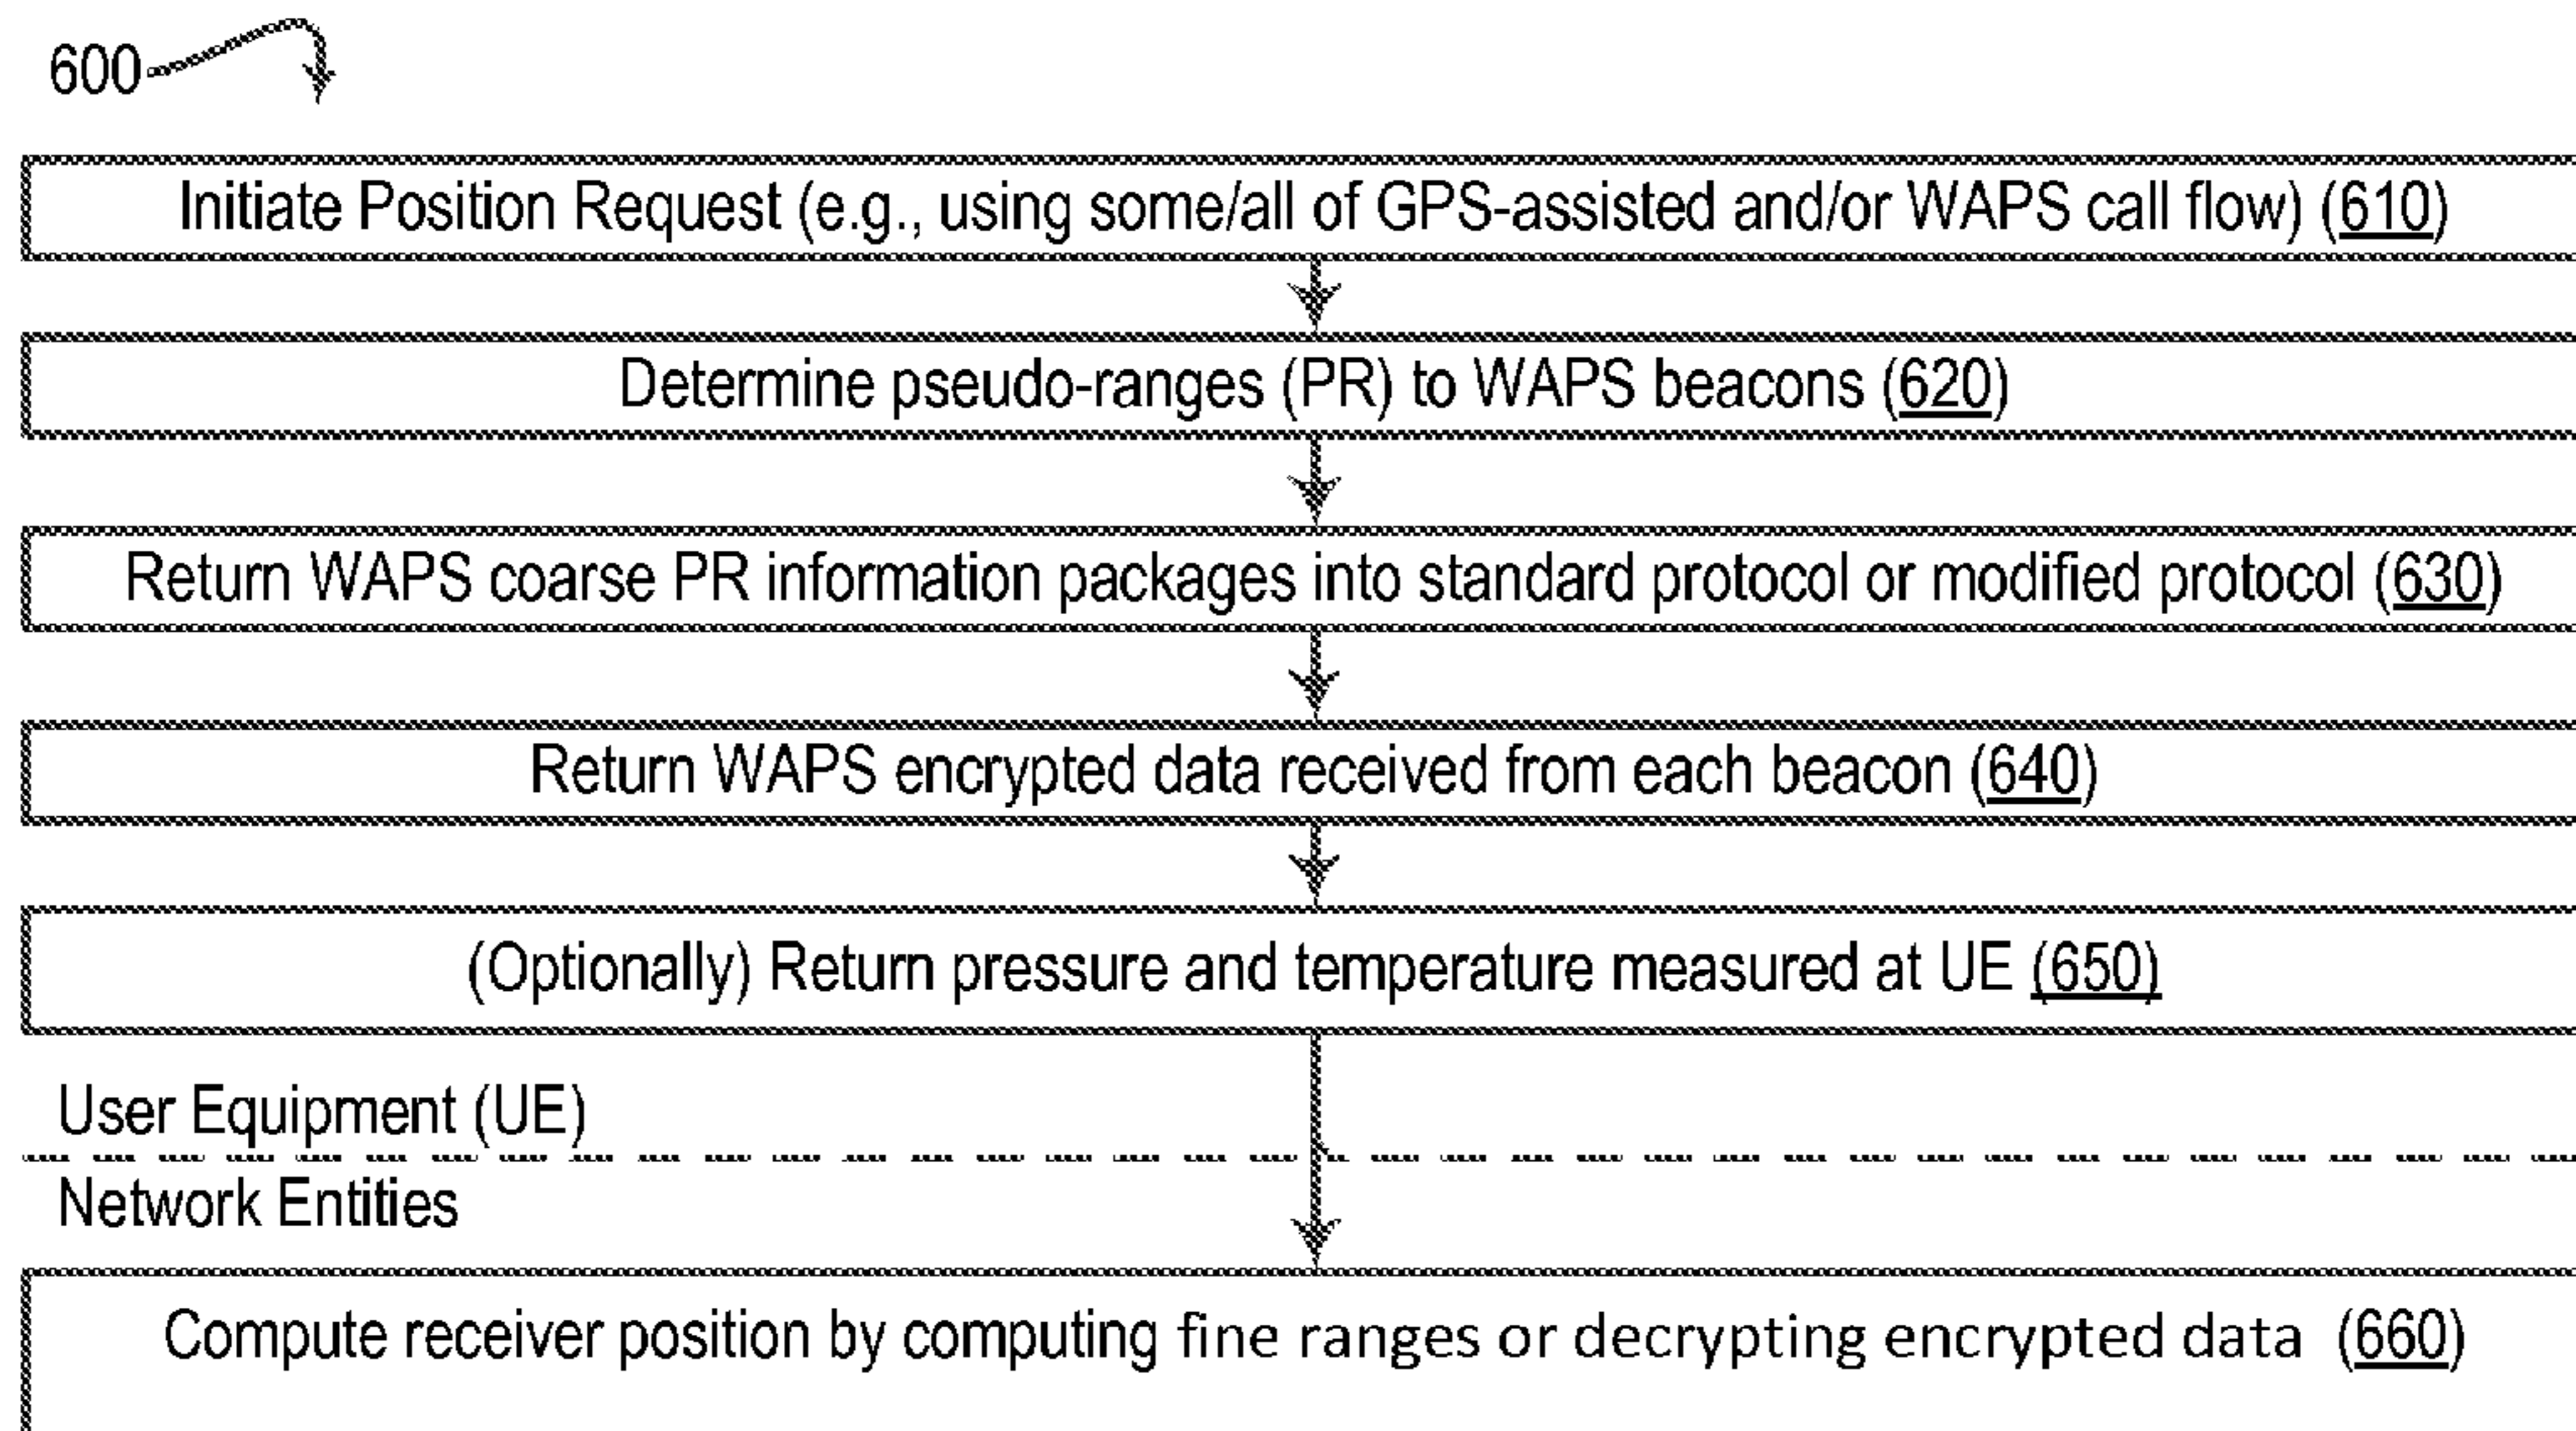 600
Initiate Position Request (e.g., using some/all of GPS-assisted and/or WAPS call flow) (610)
Determine pseudo-ranges (PR) to WAPS beacons (620)
Return WAPS coarse PR information packages into standard protocol or modified protocol (630)
Return WAPS encrypted data received from each beacon (640)
(Optionally) Return pressure and temperature measured at UE (650)
User Equipment (UE)
Network Entities
Compute receiver position by computing fine ranges or decrypting encrypted data (660)